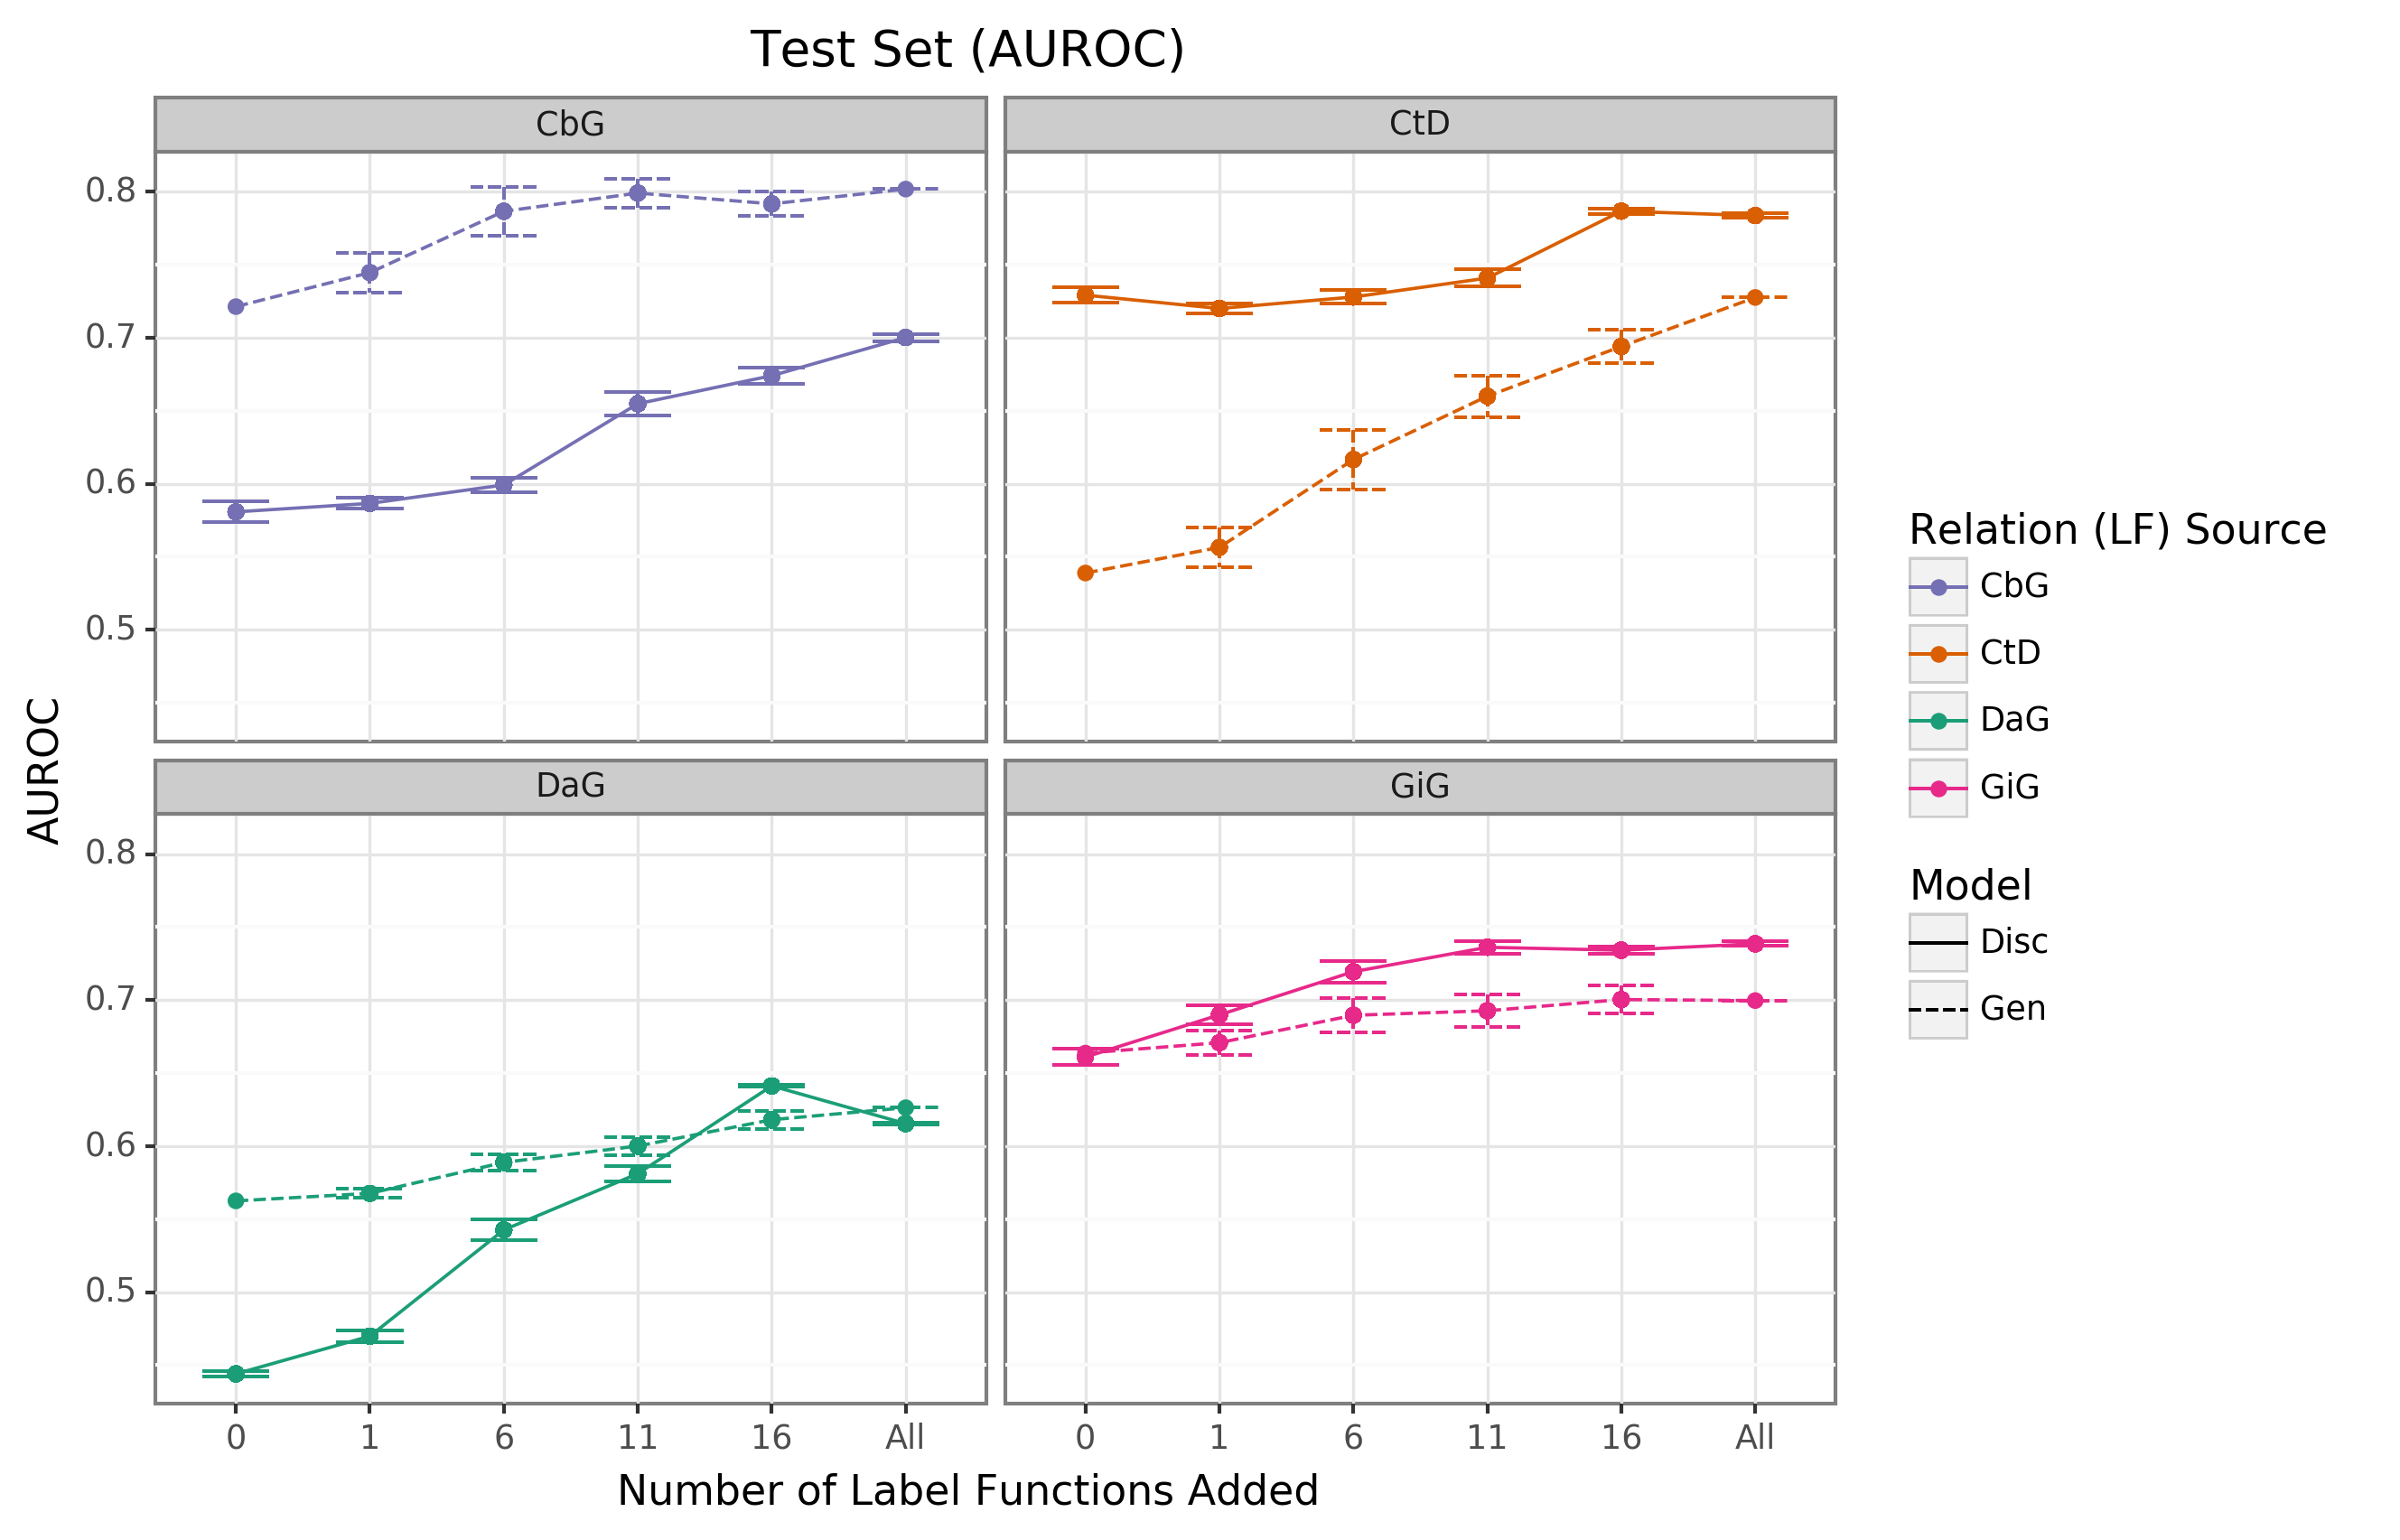 Test Set (AUROC)
CbG
CtD
0.8
0.7
0.6
0.5
DaG
GiG
0.8
0.7
0.6
0.5
0 1 6 11 16 All
0 1 6 11 16 All
Number of Label Functions Added
AUROC
Relation (LF) Source
CbG
CtD
DaG
GiG
Model
Disc
Gen